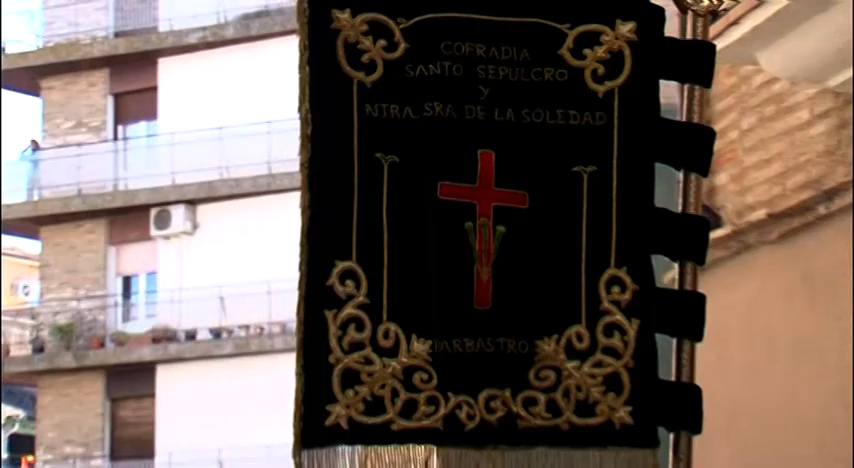 COFRADIA
SANTO SEPULCRO
y
NTRA. SRA DE LA SOLEDAD
BARBASTRO